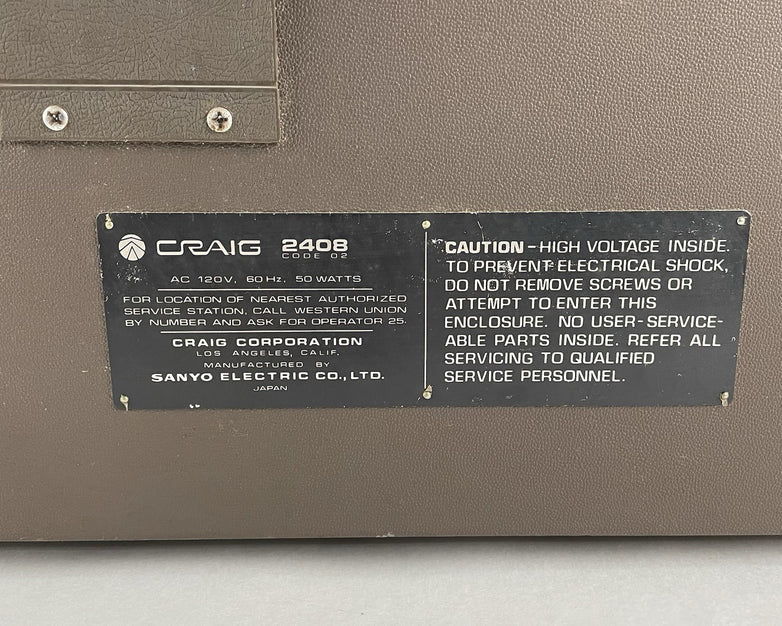 CRAIG 2408
CODE 02
AC 120V, 60Hz, 50 WATTS
FOR LOCATION OF NEAREST AUTHORIZED
SERVICE STATION, CALL WESTERN UNION
BY NUMBER AND ASK FOR OPERATOR 25.
CRAIG CORPORATION
LOS ANGELES, CALIF.
MANUFACTURED BY
SANYO ELECTRIC CO., LTD.
JAPAN
CAUTION - HIGH VOLTAGE INSIDE.
TO PREVENT ELECTRICAL SHOCK,
DO NOT REMOVE SCREWS OR
ATTEMPT TO ENTER THIS
ENCLOSURE. NO USER-SERVICE-
ABLE PARTS INSIDE. REFER ALL
SERVICING TO QUALIFIED
SERVICE PERSONNEL.